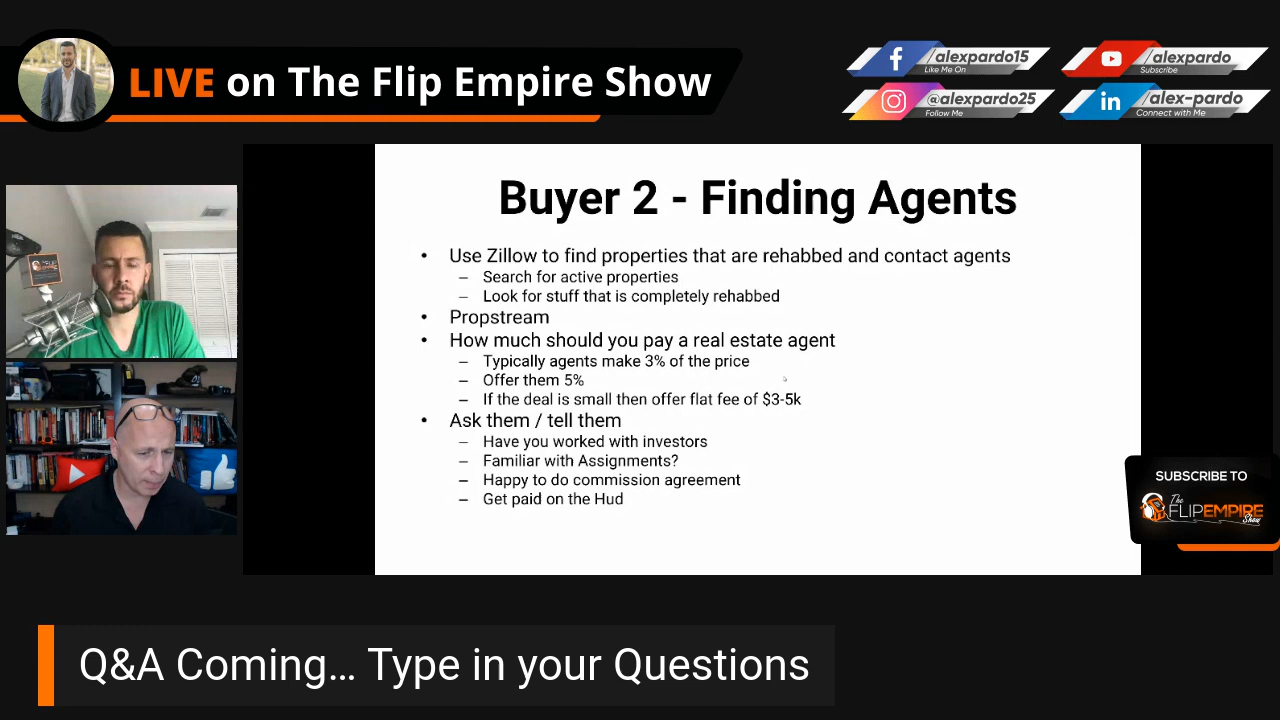 LIVE on The Flip Empire Show
/alexpardo15
Like Me On
/alexpardo
Subscribe
@alexpardo25
Follow Me
/alex-pardo
Connect with Me
Buyer 2 - Finding Agents
• Use Zillow to find properties that are rehabbed and contact agents
– Search for active properties
– Look for stuff that is completely rehabbed
• Propstream
• How much should you pay a real estate agent
– Typically agents make 3% of the price
– Offer them 5%
– If the deal is small then offer flat fee of $3-5k
• Ask them / tell them
– Have you worked with investors
– Familiar with Assignments?
– Happy to do commission agreement
– Get paid on the Hud
SUBSCRIBE TO
The
FLIPEMPIRE
Show
Q&A Coming... Type in your Questions